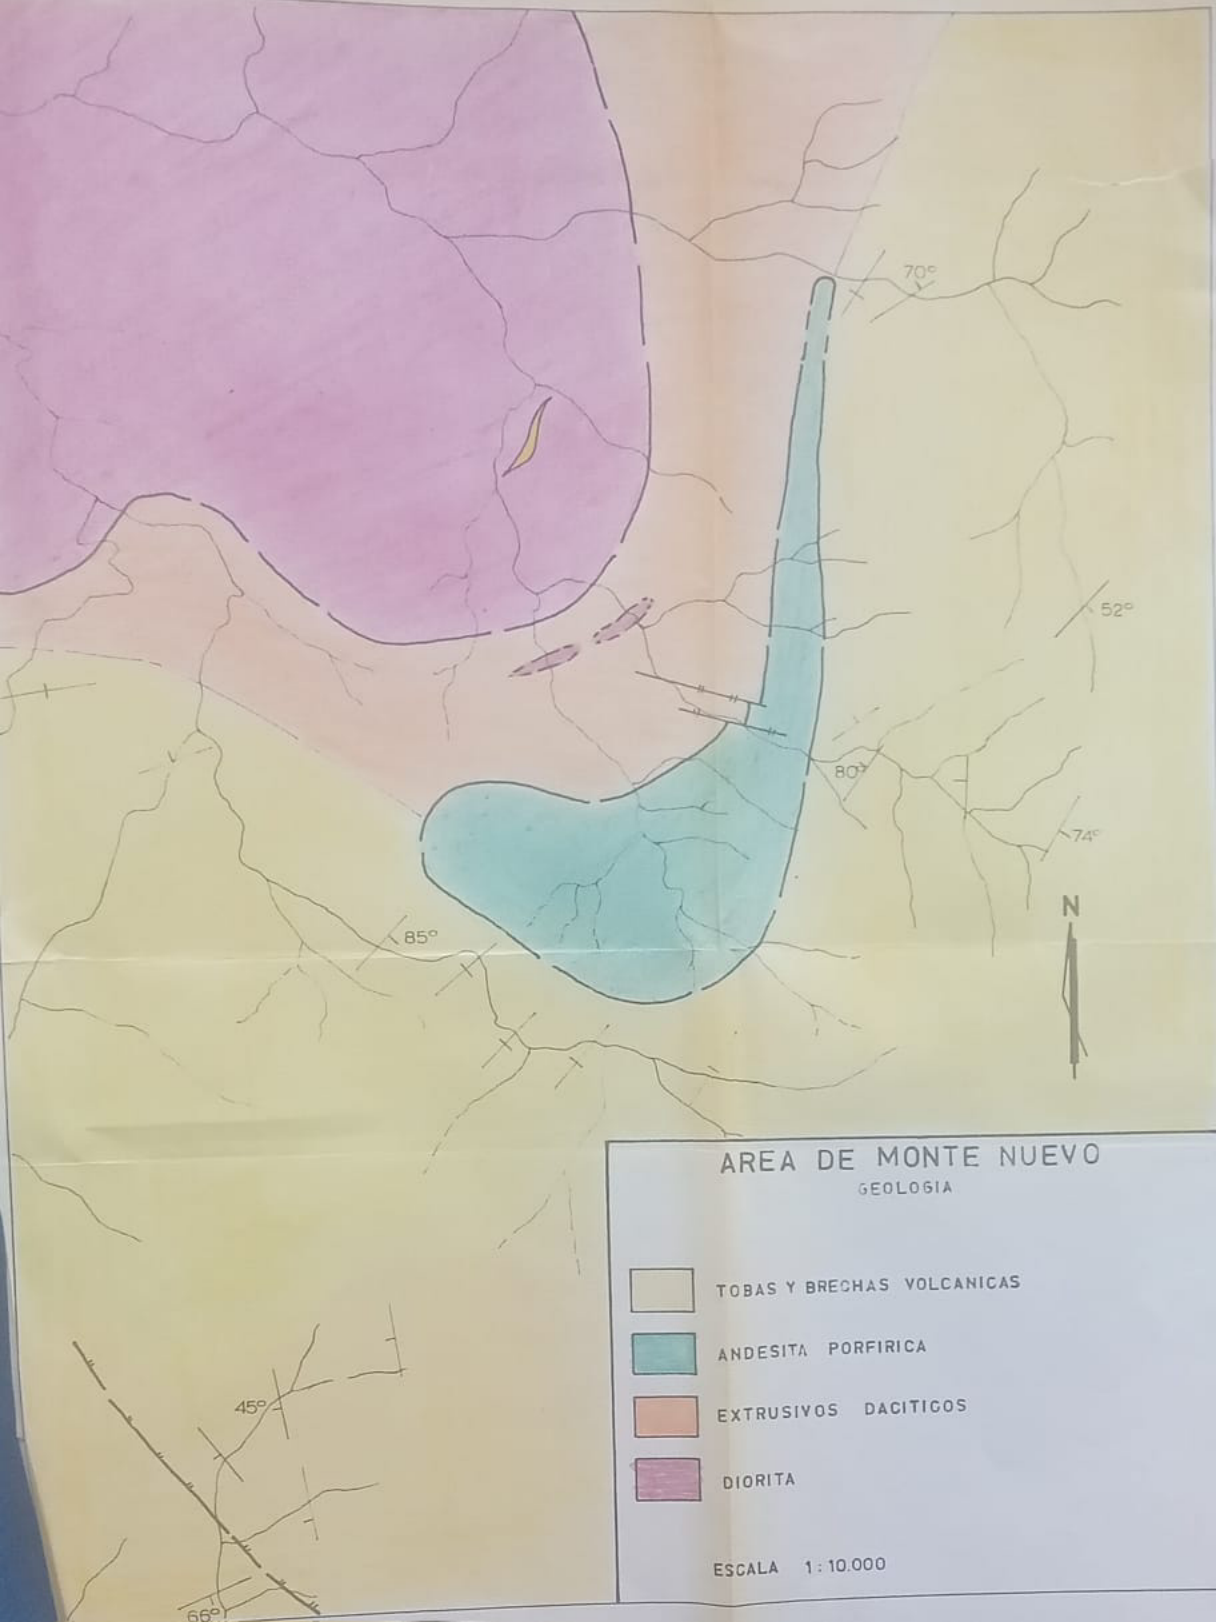 70°
52°
80
74°
N
85°
AREA DE MONTE NUEVO
GEOLOGIA
TOBAS Y BRECHAS VOLCANICAS
ANDESITA PORFIRICA
EXTRUSIVOS DACITICOS
DIORITA
ESCALA 1:10.000
45°
66°